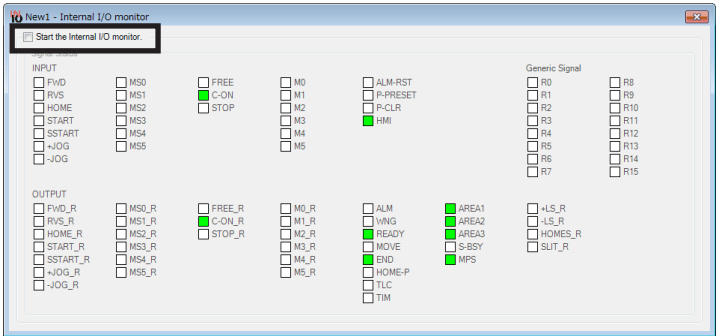 New1 - Internal I/O monitor
Start the Internal I/O monitor.
Signal Status
INPUT
Generic Signal
FWD MS0 FREE M0 ALM-RST R0 R8
RVS MS1 C-ON M1 P-PRESET R1 R9
HOME MS2 STOP M2 P-CLR R2 R10
START MS3 M3 HMI R3 R11
SSTART MS4 M4 R4 R12
+JOG MS5 M5 R5 R13
-JOG R6 R14
R7 R15
OUTPUT
FWD_R MS0_R FREE_R M0_R ALM AREA1 +LS_R
RVS_R MS1_R C-ON_R M1_R WNG AREA2 -LS_R
HOME_R MS2_R STOP_R M2_R READY AREA3 HOMES_R
START_R MS3_R M3_R MOVE S-BSY SLIT_R
SSTART_R MS4_R M4_R END MPS
+JOG_R MS5_R M5_R HOME-P
-JOG_R TLC
TIM